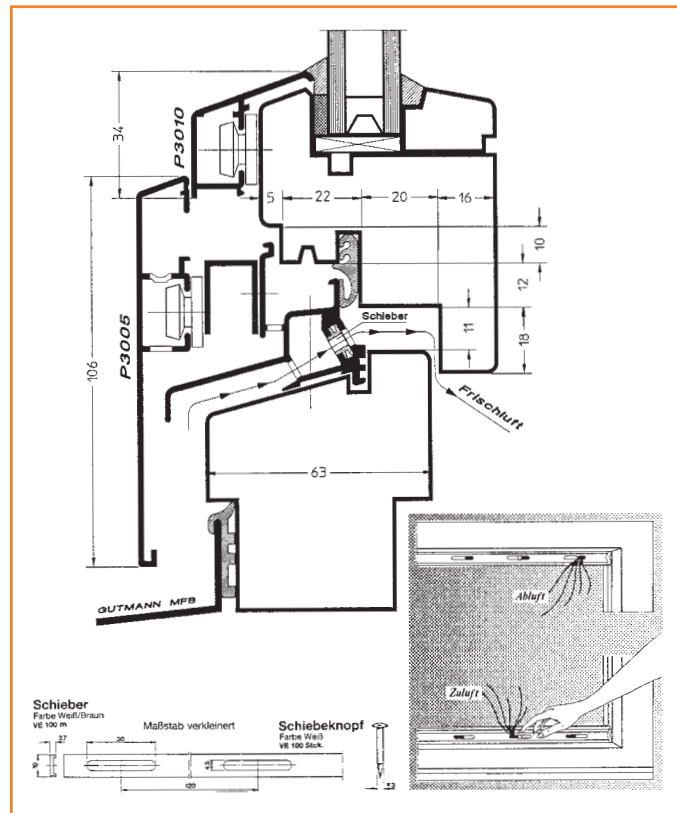 34
P3010
5
22
20
16
10
12
11
18
Schieber
P3005
106
Frischluft
63
GUTMANN MFB
Abluft
Zuluft
Schieber
Farbe Weiß/Braun
VE 100 m
Maßstab verkleinert
Schiebeknopf
Farbe Weiß
VE 100 Stck.
120